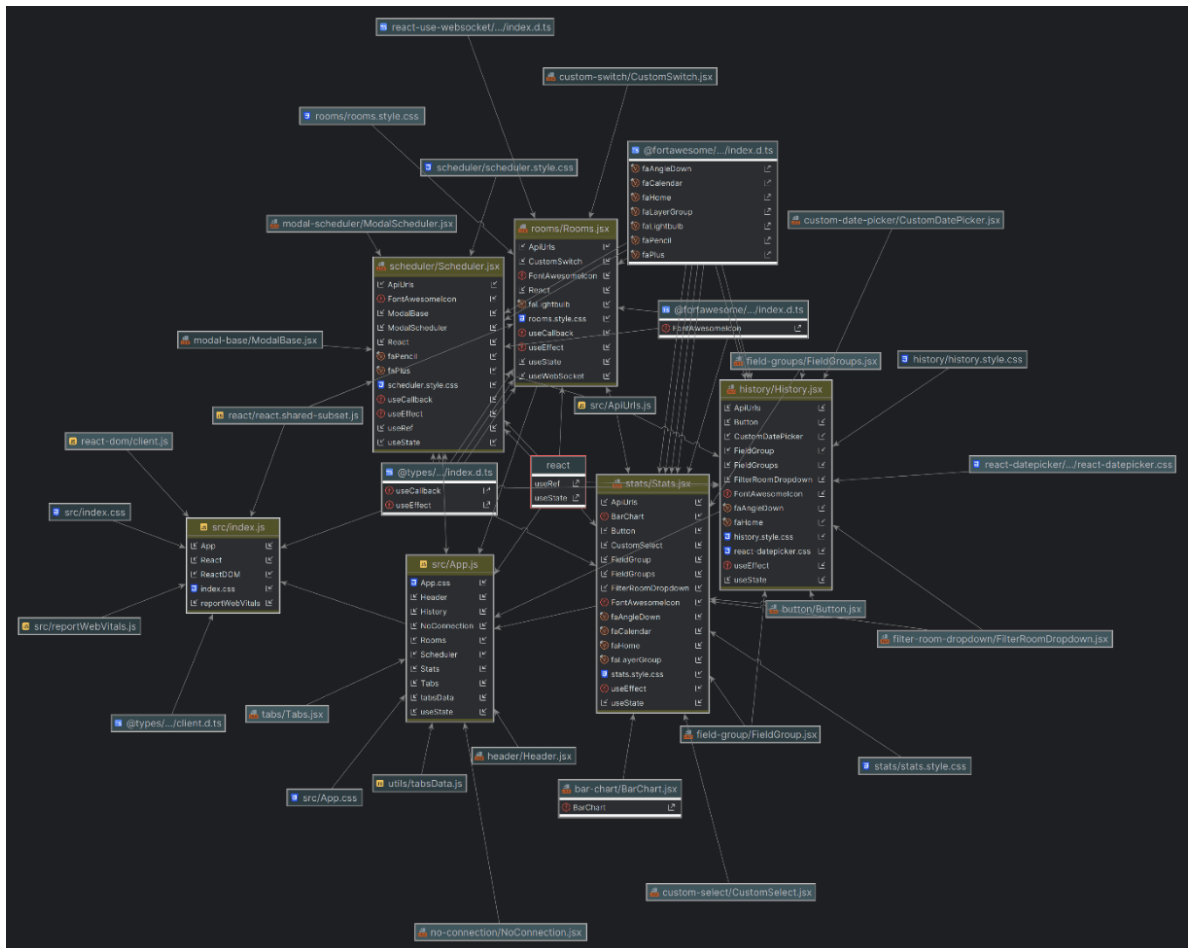 react-use-websocket/.../index.d.ts
custom-switch/CustomSwitch.jsx
rooms/rooms.style.css
scheduler/scheduler.style.css
@fortawesome/.../index.d.ts
faAngleDown
faCalendar
faHome
faLayerGroup
faLightbulb
faPencil
faPlus
modal-scheduler/ModalScheduler.jsx
custom-date-picker/CustomDatePicker.jsx
rooms/Rooms.jsx
ApiUrls
CustomSwitch
FontAwesomeIcon
React
faLightbulb
rooms.style.css
useCallback
useEffect
useState
useWebSocket
scheduler/Scheduler.jsx
ApiUrls
FontAwesomeIcon
ModalBase
ModalScheduler
React
faPencil
faPlus
scheduler.style.css
useCallback
useEffect
useRef
useState
@fortawesome/.../index.d.ts
FontAwesomeIcon
modal-base/ModalBase.jsx
field-groups/FieldGroups.jsx
history/history.style.css
history/History.jsx
ApiUrls
Button
CustomDatePicker
FieldGroup
FieldGroups
FilterRoomDropdown
FontAwesomeIcon
faAngleDown
faHome
history.style.css
react-datepicker.css
useEffect
useState
src/ApiUrls.js
react/react.shared-subset.js
react-dom/client.js
@types/.../index.d.ts
useCallback
useEffect
react
useRef
useState
react-datepicker/.../react-datepicker.css
stats/Stats.jsx
ApiUrls
BarChart
Button
CustomSelect
FieldGroup
FieldGroups
FilterRoomDropdown
FontAwesomeIcon
faAngleDown
faCalendar
faHome
faLayerGroup
stats.style.css
useEffect
useState
src/index.css
src/index.js
App
React
ReactDOM
index.css
reportWebVitals
src/App.js
App.css
Header
History
NoConnection
Rooms
Scheduler
Stats
Tabs
tabsData
useState
button/Button.jsx
src/reportWebVitals.js
filter-room-dropdown/FilterRoomDropdown.jsx
tabs/Tabs.jsx
@types/.../client.d.ts
field-group/FieldGroup.jsx
header/Header.jsx
stats/stats.style.css
utils/tabsData.js
bar-chart/BarChart.jsx
BarChart
src/App.css
custom-select/CustomSelect.jsx
no-connection/NoConnection.jsx